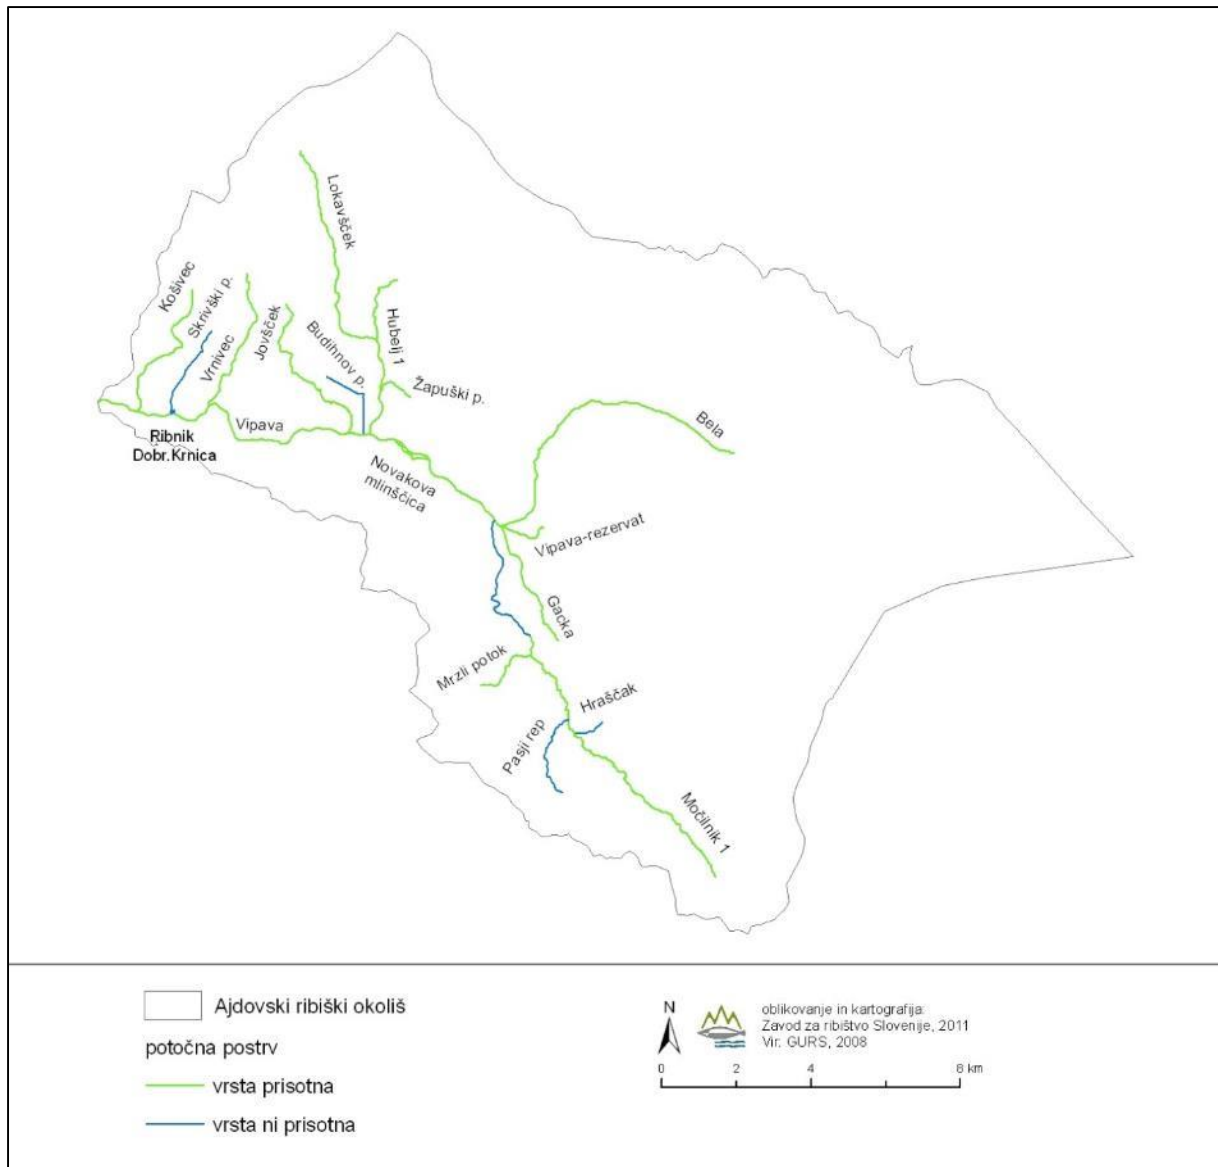 Lokavšček
Košivec
Skrivški p.
Vrnivec
Jovšček
Budihnov p.
Hubelj 1
Žapuški p.
Bela
Vipava
Ribnik
Dobr.Krnica
Novakova
mlinščica
Vipava-rezervat
Gacka
Mrzli potok
Hraščak
Pasji rep
Močilnik 1
Ajdovski ribiški okoliš
potočna postrv
vrsta prisotna
vrsta ni prisotna
N
oblikovanje in kartografija:
Zavod za ribištvo Slovenije, 2011
Vir: GURS, 2008
0 2 4 8 km